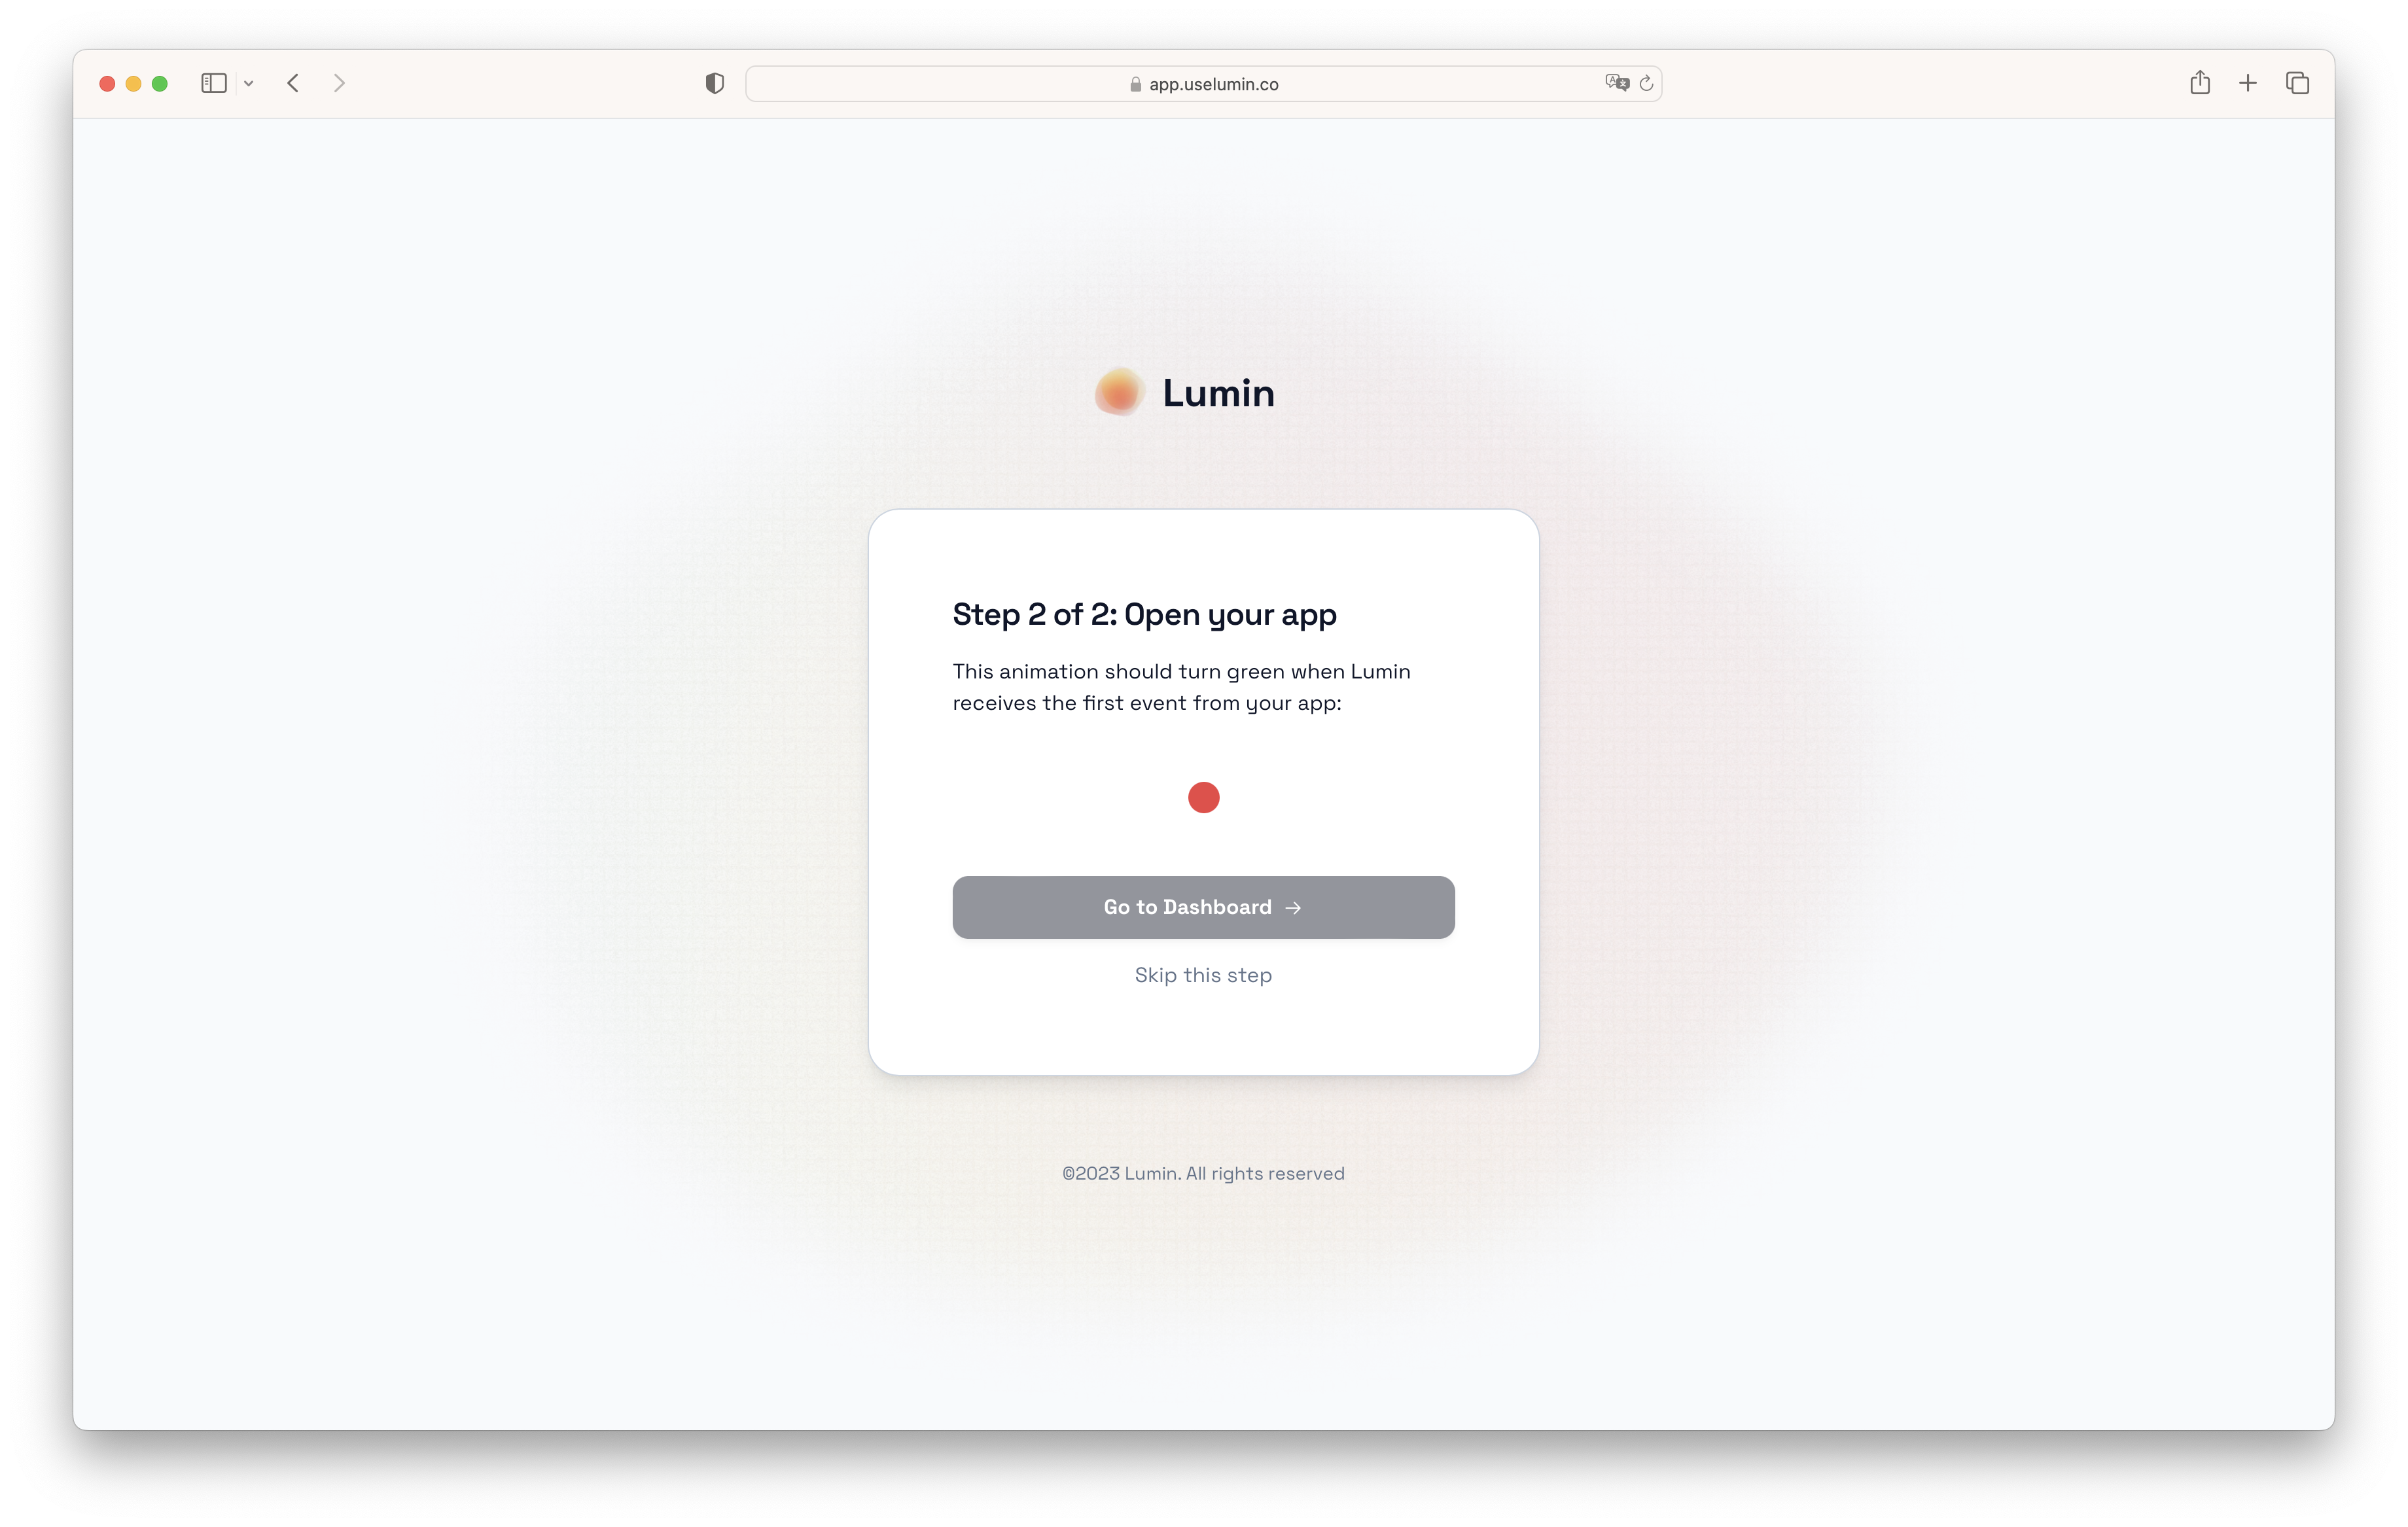 app.uselumin.co
Lumin
Step 2 of 2: Open your app
This animation should turn green when Lumin
receives the first event from your app:
Go to Dashboard →
Skip this step
©2023 Lumin. All rights reserved